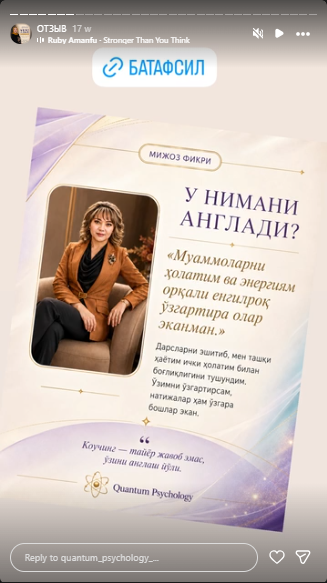 ОТЗЫВ 17 w
Ruby Amanfu - Stronger Than You Think
БАТАФСИЛ
МИЖОЗ ФИКРИ
У НИМАНИ
АНГЛАДИ?
«Муаммоларни
ҳолатим ва энергиям
орқали енгилроқ
ўзгартира олар
эканман.»
Дарсларни эшитиб, мен ташқи
ҳаётим ички ҳолатим билан
боғлиқлигини тушундим.
Ўзимни ўзгартирсам,
натижалар ҳам ўзгара
бошлар экан.
“
Коучинг — тайёр жавоб эмас,
ўзини англаш йўли.
Quantum Psychology
Reply to quantum_psychology_...